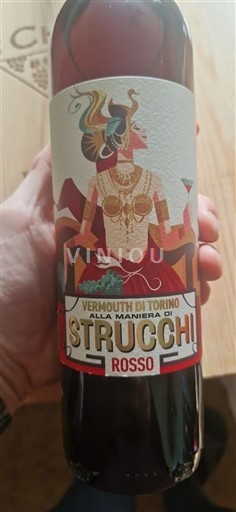 VINIOU
VERMOUTH DI TORINO
ALLA MANIERA DI
STRUCCHI
ROSSO